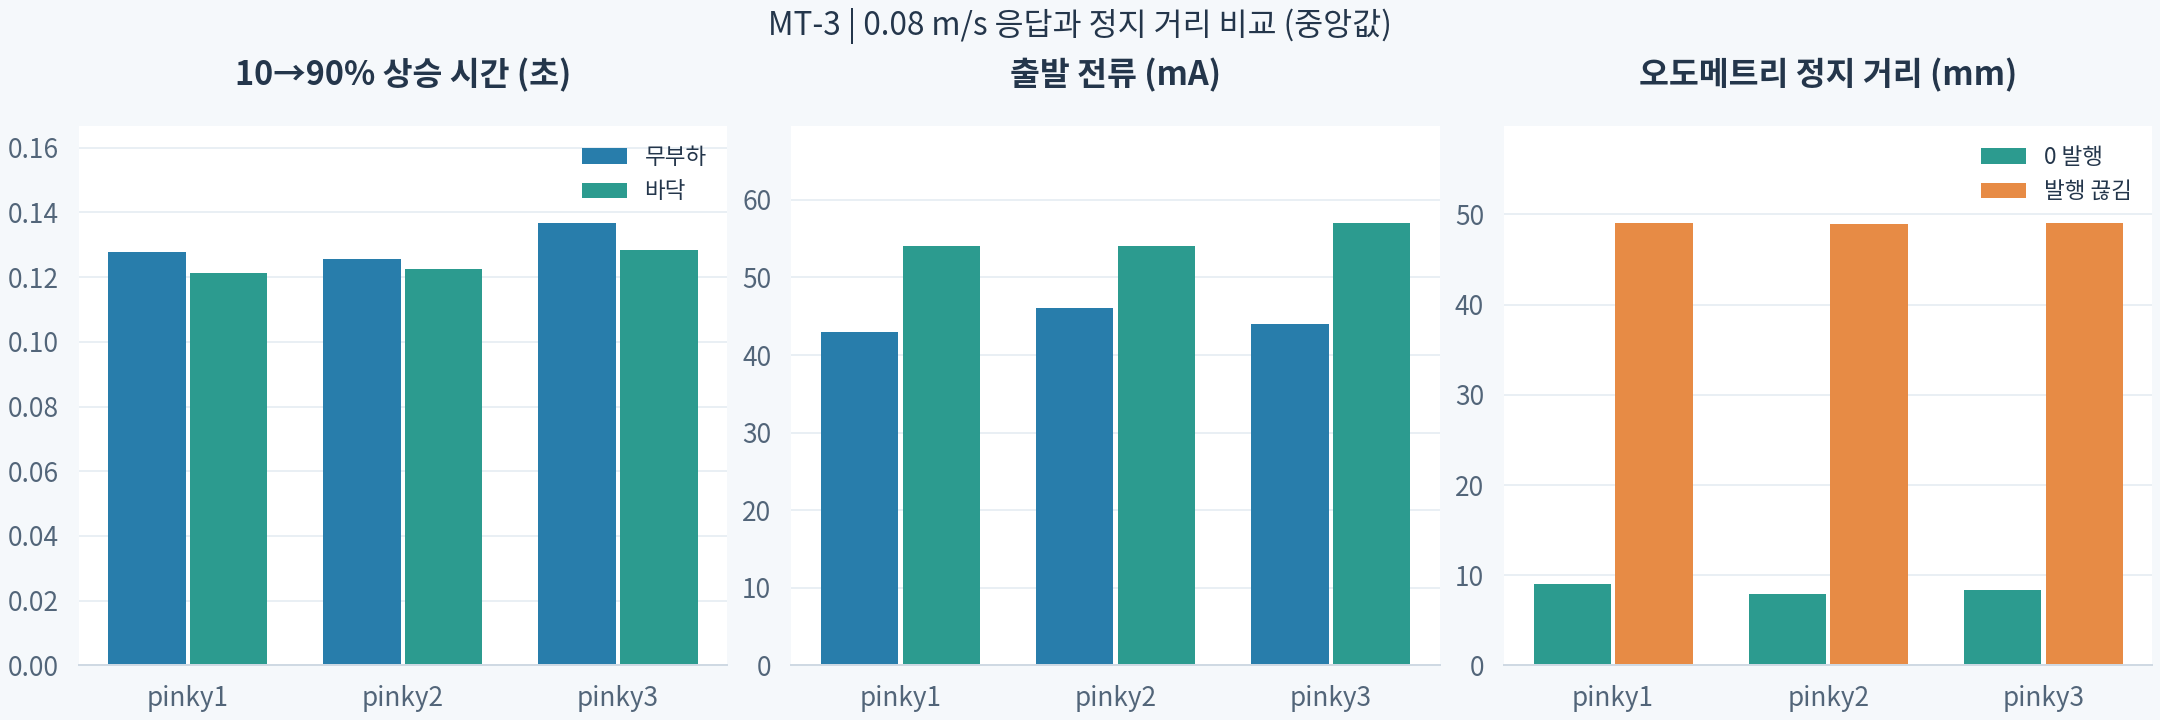 MT-3 | 0.08 m/s 응답과 정지 거리 비교 (중앙값)
10→90% 상승 시간 (초)
0.16
0.14
0.12
0.10
0.08
0.06
0.04
0.02
0.00
무부하
바닥
pinky1
pinky2
pinky3
출발 전류 (mA)
60
50
40
30
20
10
0
pinky1
pinky2
pinky3
오도메트리 정지 거리 (mm)
50
40
30
20
10
0
0 발행
발행 끊김
pinky1
pinky2
pinky3